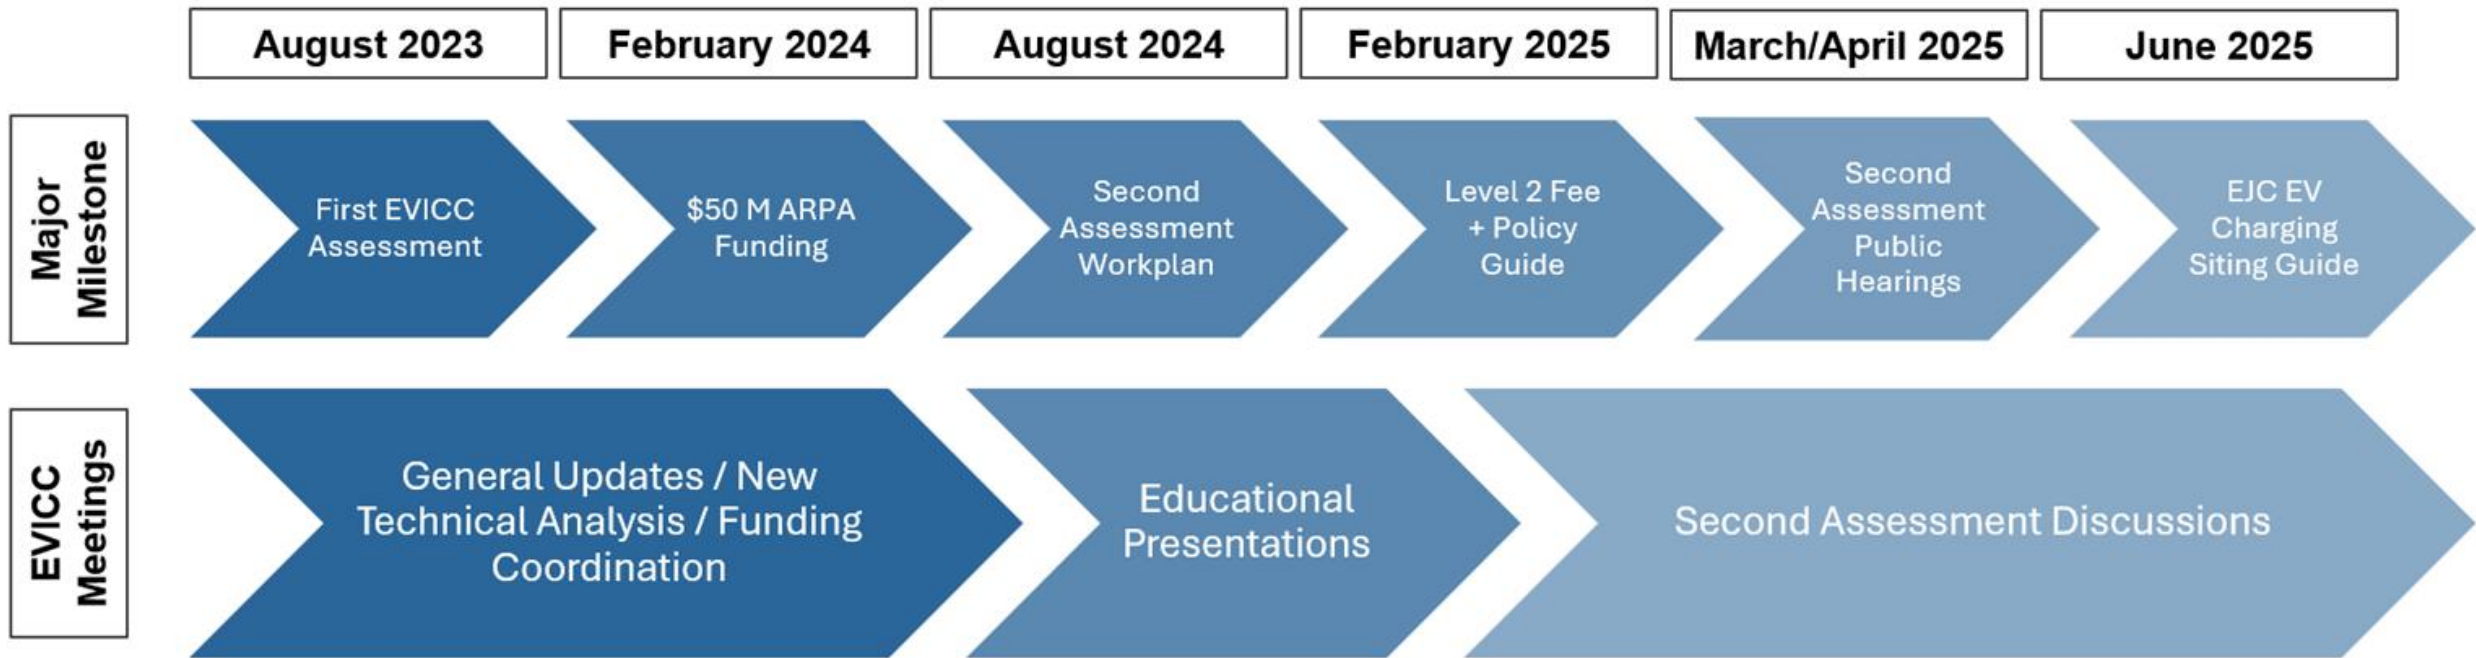 August 2023
February 2024
August 2024
February 2025
March/April 2025
June 2025
Major
Milestone
First EVICC
Assessment
$50 M ARPA
Funding
Second
Assessment
Workplan
Level 2 Fee
+ Policy
Guide
Second
Assessment
Public
Hearings
EJC EV
Charging
Siting Guide
EVICC
Meetings
General Updates / New
Technical Analysis / Funding
Coordination
Educational
Presentations
Second Assessment Discussions